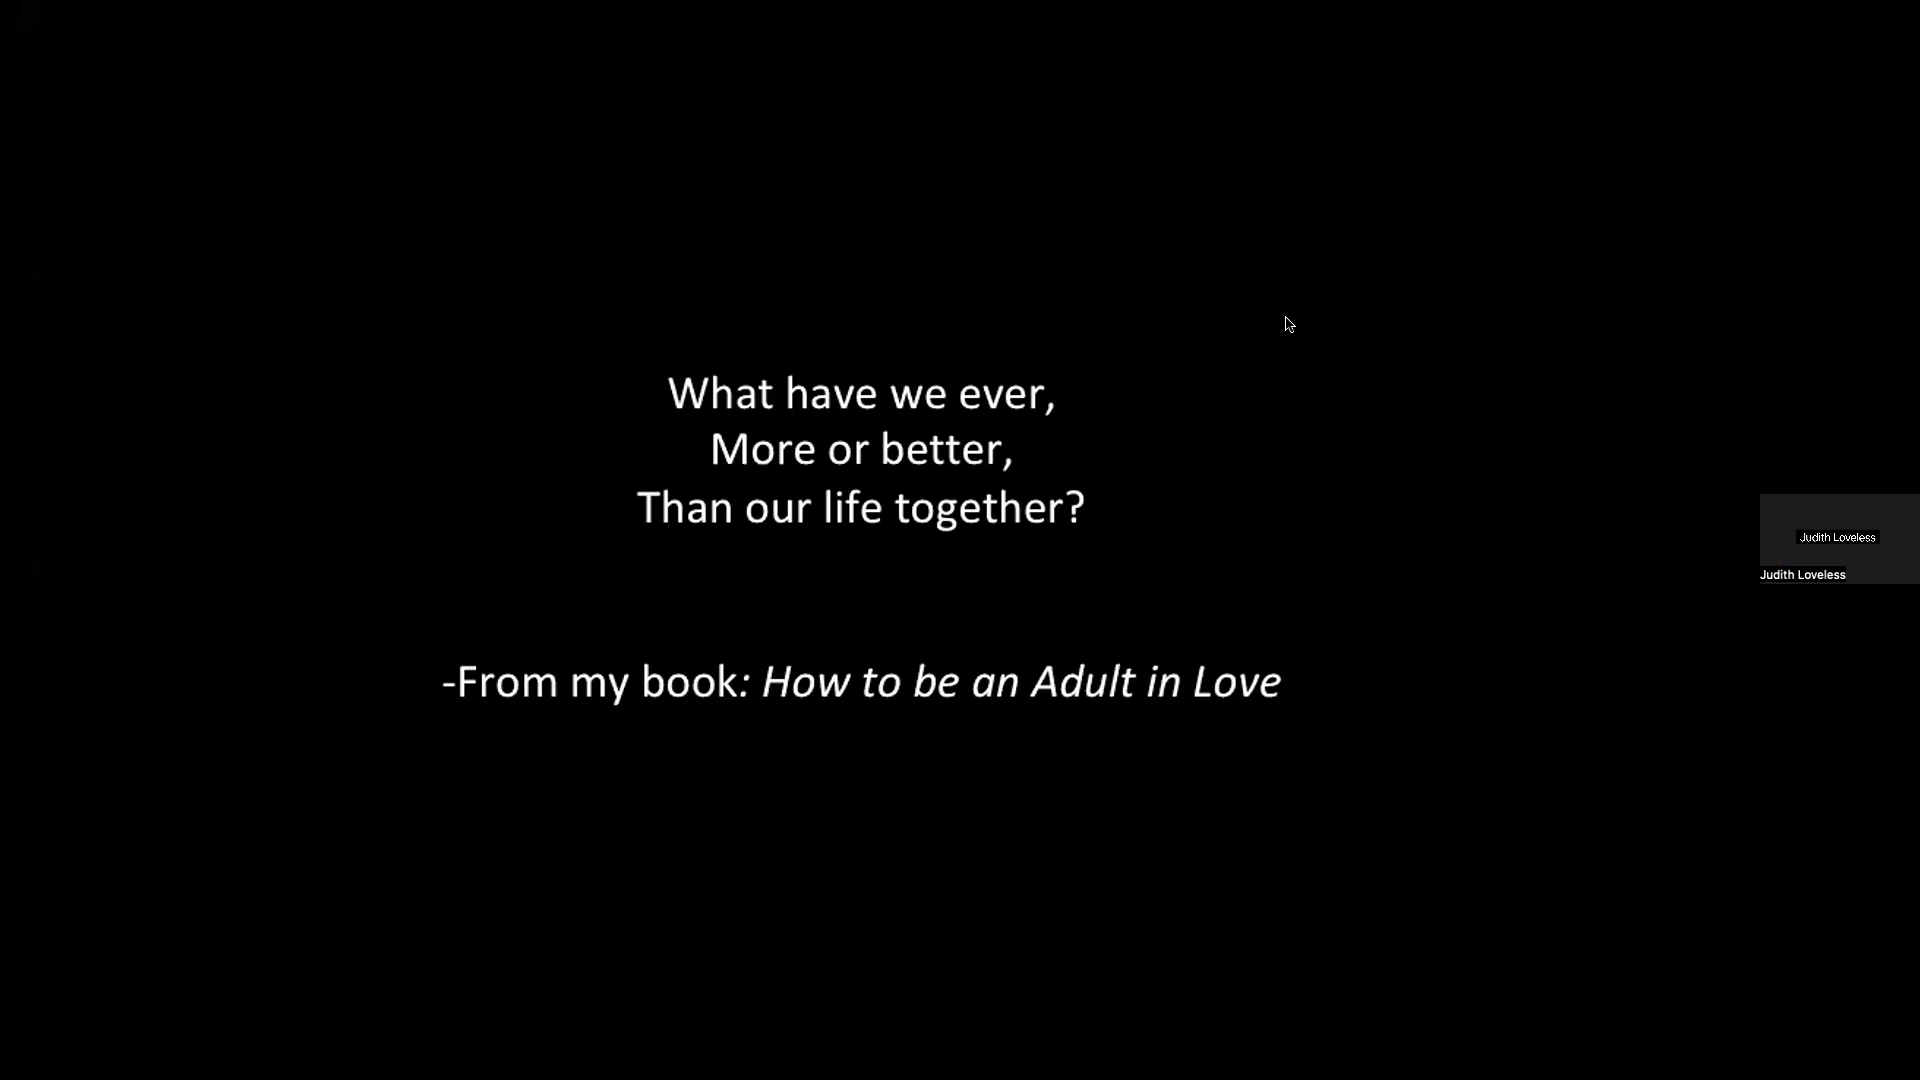 What have we ever,
More or better,
Than our life together?
-From my book: How to be an Adult in Love
Judith Loveless
Judith Loveless